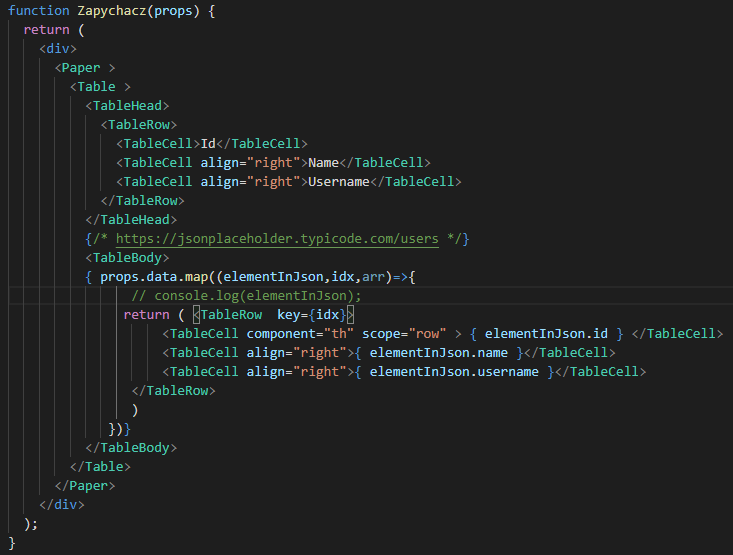 function Zapychacz(props) {
return (
<div>
<Paper >
<Table >
<TableHead>
<TableRow>
<TableCell>Id</TableCell>
<TableCell align="right">Name</TableCell>
<TableCell align="right">Username</TableCell>
</TableRow>
</TableHead>
{/* https://jsonplaceholder.typicode.com/users */}
<TableBody>
{ props.data.map((elementInJson,idx,arr)=>{
// console.log(elementInJson);
return ( <TableRow  key={idx}>
<TableCell component="th" scope="row" > { elementInJson.id } </TableCell>
<TableCell align="right">{ elementInJson.name }</TableCell>
<TableCell align="right">{ elementInJson.username }</TableCell>
</TableRow>
)
})}
</TableBody>
</Table>
</Paper>
</div>
);
}